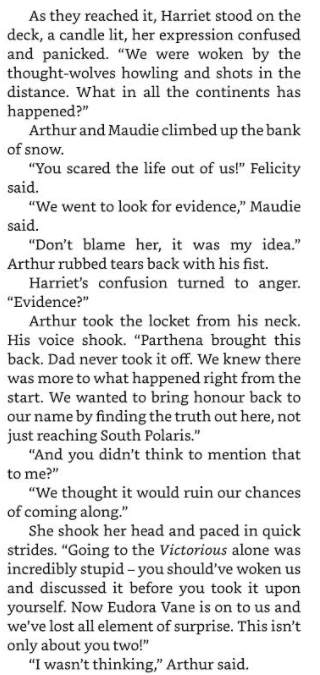 As they reached it, Harriet stood on the
deck, a candle lit, her expression confused
and panicked. “We were woken by the
thought-wolves howling and shots in the
distance. What in all the continents has
happened?”
Arthur and Maudie climbed up the bank
of snow.
“You scared the life out of us!” Felicity
said.
“We went to look for evidence,” Maudie
said.
“Don’t blame her, it was my idea.”
Arthur rubbed tears back with his fist.
Harriet’s confusion turned to anger.
“Evidence?”
Arthur took the locket from his neck.
His voice shook. “Parthena brought this
back. Dad never took it off. We knew there
was more to what happened right from the
start. We wanted to bring honour back to
our name by finding the truth out here, not
just reaching South Polaris.”
“And you didn’t think to mention that
to me?”
“We thought it would ruin our chances
of coming along.”
She shook her head and paced in quick
strides. “Going to the Victorious alone was
incredibly stupid – you should’ve woken us
and discussed it before you took it upon
yourself. Now Eudora Vane is on to us and
we’ve lost all element of surprise. This isn’t
only about you two!”
“I wasn’t thinking,” Arthur said.